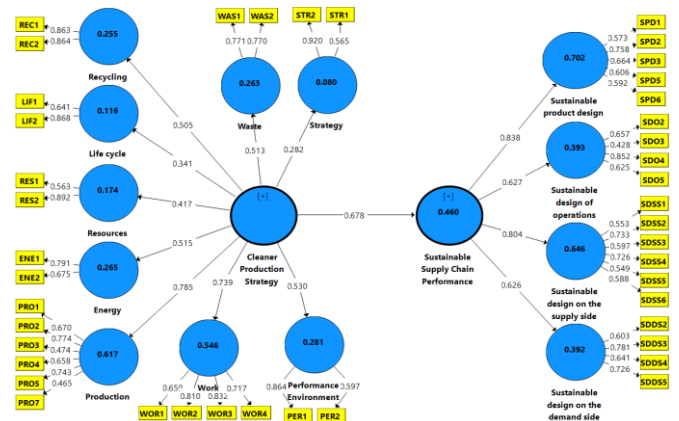 REC1
0.863
REC2
0.864
0.255
Recycling
LIF1
0.641
LIF2
0.868
0.116
Life cycle
RES1
0.563
RES2
0.892
0.174
Resources
ENE1
0.791
ENE2
0.675
0.265
Energy
PRO1
PRO2
PRO3
PRO4
PRO5
PRO7
0.670
0.774
0.474
0.658
0.743
0.465
0.617
Production
WAS1
WAS2
0.771
0.770
0.263
Waste
STR2
STR1
0.920
0.565
0.080
Strategy
0.505
0.341
0.417
0.515
0.785
0.513
0.282
0.739
0.530
[+]
Cleaner
Production
Strategy
0.678
0.546
Work
0.810
0.832
0.717
WOR1
WOR2
WOR3
WOR4
0.281
Performance
Environment
0.864
0.597
PER1
PER2
[+]
0.460
Sustainable
Supply Chain
Performance
0.838
0.627
0.804
0.626
0.702
Sustainable
product design
0.573
0.758
0.664
0.606
0.592
SPD1
SPD2
SPD3
SPD5
SPD6
0.393
Sustainable
design of
operations
0.657
0.428
0.852
0.625
SDO2
SDO3
SDO4
SDO5
0.646
Sustainable
design on the
supply side
0.553
0.733
0.597
0.726
0.549
0.588
SDSS1
SDSS2
SDSS3
SDSS4
SDSS5
SDSS6
0.392
Sustainable
design on the
demand side
0.603
0.781
0.641
0.726
SDDS2
SDDS3
SDDS4
SDDS5